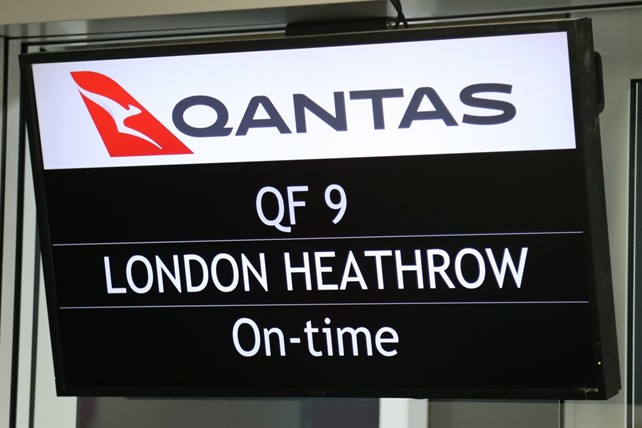 QANTAS
QF 9
LONDON HEATHROW
On-time